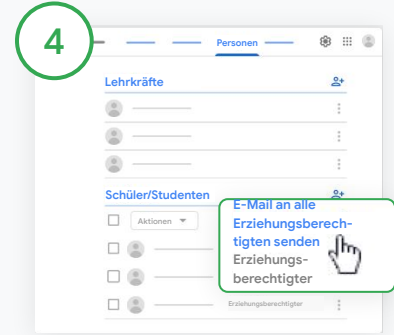 4
Personen
Lehrkräfte
Schüler/Studenten
E-Mail an alle
Erziehungsberech-
tigten senden
Erziehungs-
berechtigter
Aktionen
Erziehungsberechtigter